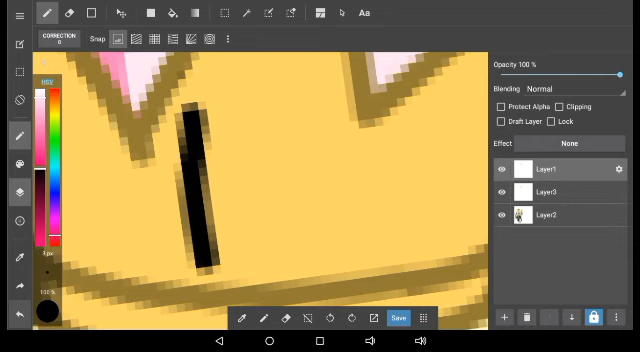 Aa
CORRECTION
0
Snap
HSV
Opacity 100 %
Blending Normal
Protect Alpha Clipping
Draft Layer Lock
Effect None
Layer1
Layer3
Layer2
100 %
Save